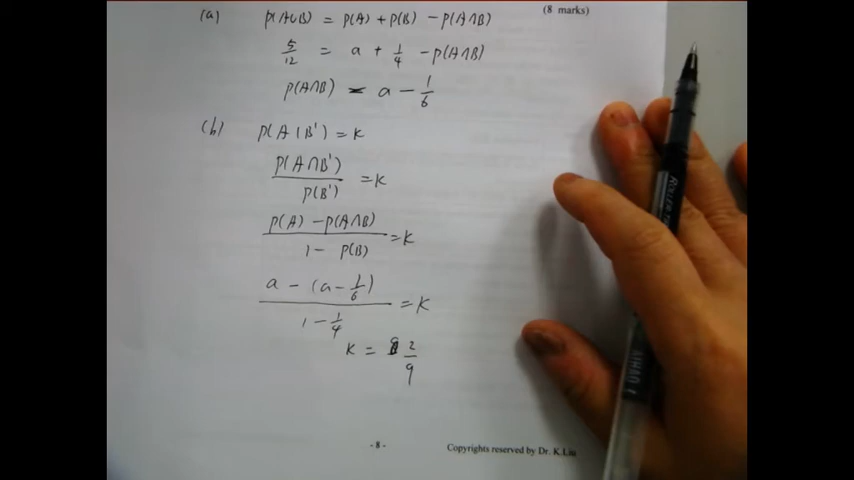 (8 marks)
(a) P(A∪B) = P(A) + P(B) - P(A∩B)
5/12 = a + 1/4 - P(A∩B)
P(A∩B) = a - 1/6
(b) P(A|B') = k
P(A∩B')/P(B') = k
P(A) - P(A∩B)/1 - P(B) = k
a - (a - 1/6)/1 - 1/4 = k
k = 2/9
- 8 -
Copyrights reserved by Dr. K.Liu